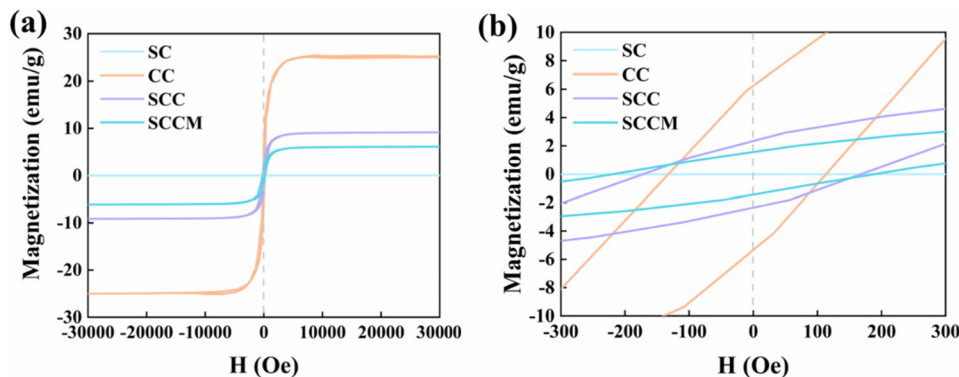 (a)
Magnetization (emu/g)
30
20
10
0
-10
-20
-30
SC
CC
SCC
SCCM
-30000 -20000 -10000 0 10000 20000 30000
H (Oe)
(b)
Magnetization (emu/g)
10
8
6
4
2
0
-2
-4
-6
-8
-10
SC
CC
SCC
SCCM
-300 -200 -100 0 100 200 300
H (Oe)